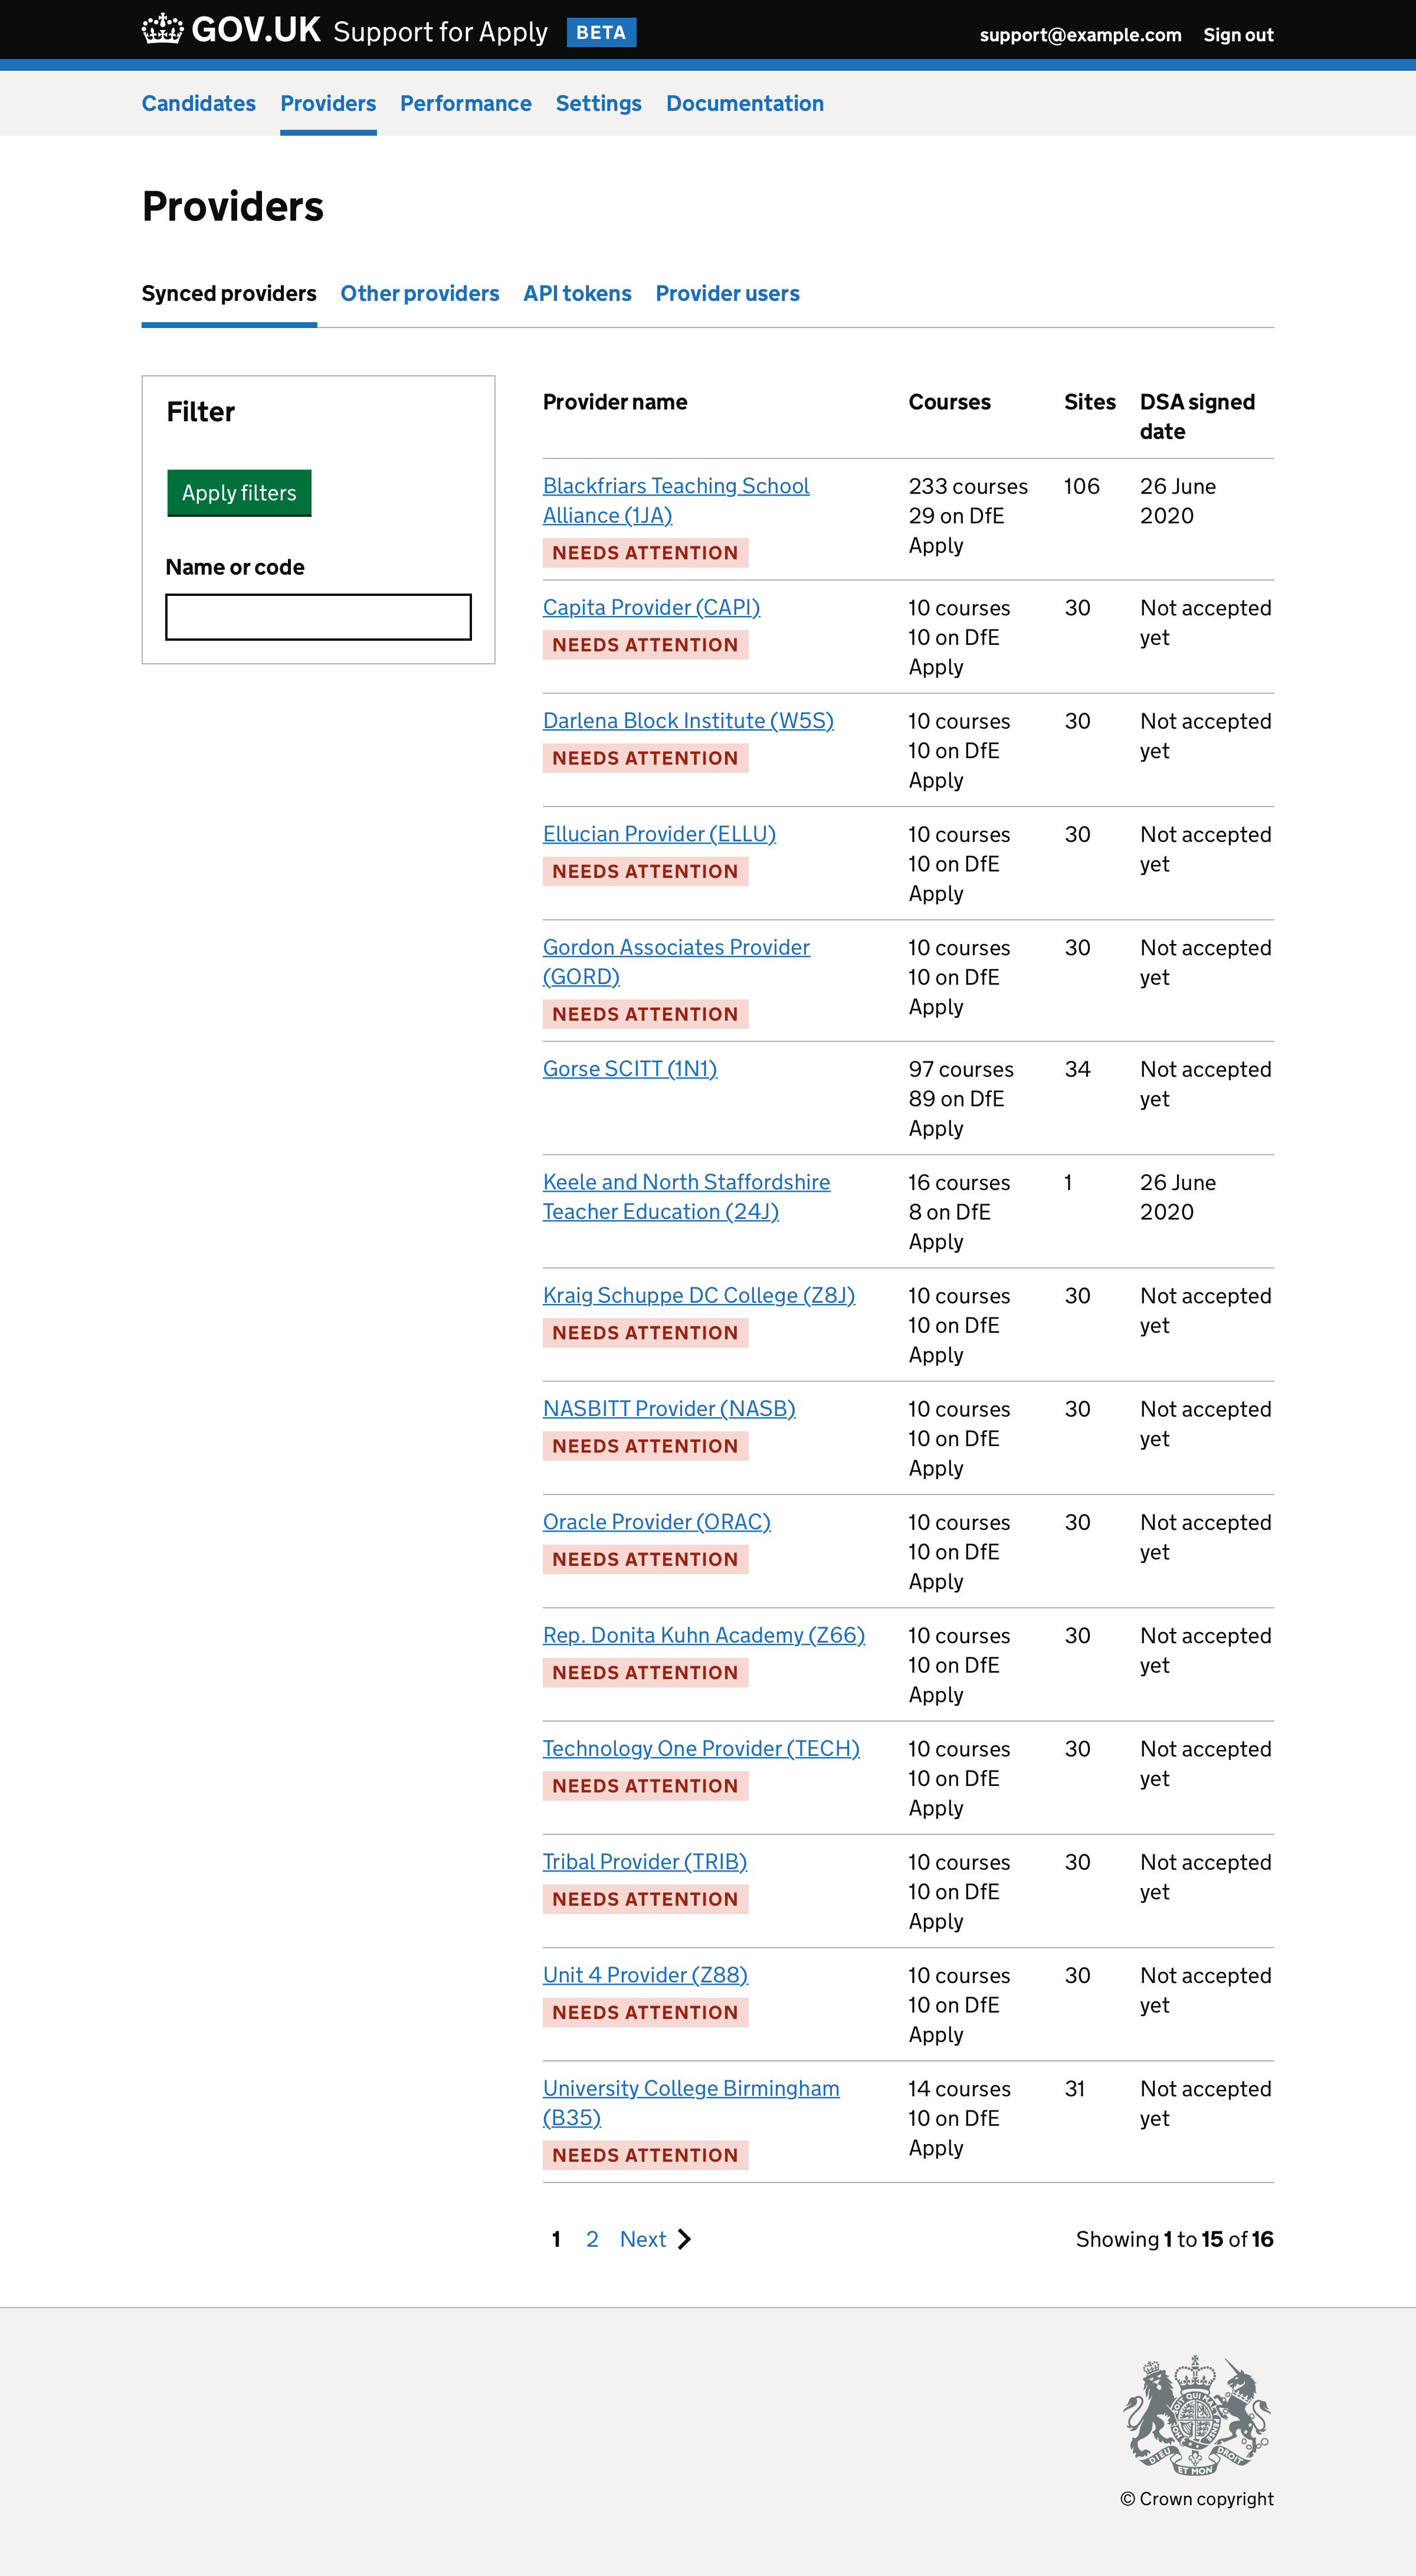 GOV.UK Support for Apply BETA
support@example.com Sign out
Candidates Providers Performance Settings Documentation
Providers
Synced providers Other providers API tokens Provider users
Filter
Apply filters
Name or code
Provider name Courses Sites DSA signed
date
Blackfriars Teaching School 233 courses 106 26 June
Alliance (1JA) 29 on DfE 2020
Apply
NEEDS ATTENTION
Capita Provider (CAPI) 10 courses 30 Not accepted
NEEDS ATTENTION 10 on DfE yet
Apply
Darlena Block Institute (W5S) 10 courses 30 Not accepted
NEEDS ATTENTION 10 on DfE yet
Apply
Ellucian Provider (ELLU) 10 courses 30 Not accepted
NEEDS ATTENTION 10 on DfE yet
Apply
Gordon Associates Provider 10 courses 30 Not accepted
(GORD) 10 on DfE yet
NEEDS ATTENTION Apply
Gorse SCITT (1N1) 97 courses 34 Not accepted
89 on DfE yet
Apply
Keele and North Staffordshire 16 courses 1 26 June
Teacher Education (24J) 8 on DfE 2020
Apply
Kraig Schuppe DC College (Z8J) 10 courses 30 Not accepted
NEEDS ATTENTION 10 on DfE yet
Apply
NASBITT Provider (NASB) 10 courses 30 Not accepted
NEEDS ATTENTION 10 on DfE yet
Apply
Oracle Provider (ORAC) 10 courses 30 Not accepted
NEEDS ATTENTION 10 on DfE yet
Apply
Rep. Donita Kuhn Academy (Z66) 10 courses 30 Not accepted
NEEDS ATTENTION 10 on DfE yet
Apply
Technology One Provider (TECH) 10 courses 30 Not accepted
NEEDS ATTENTION 10 on DfE yet
Apply
Tribal Provider (TRIB) 10 courses 30 Not accepted
NEEDS ATTENTION 10 on DfE yet
Apply
Unit 4 Provider (Z88) 10 courses 30 Not accepted
NEEDS ATTENTION 10 on DfE yet
Apply
University College Birmingham 14 courses 31 Not accepted
(B35) 10 on DfE yet
NEEDS ATTENTION Apply
1 2 Next Showing 1 to 15 of 16
DIEU ET MON DROIT
© Crown copyright